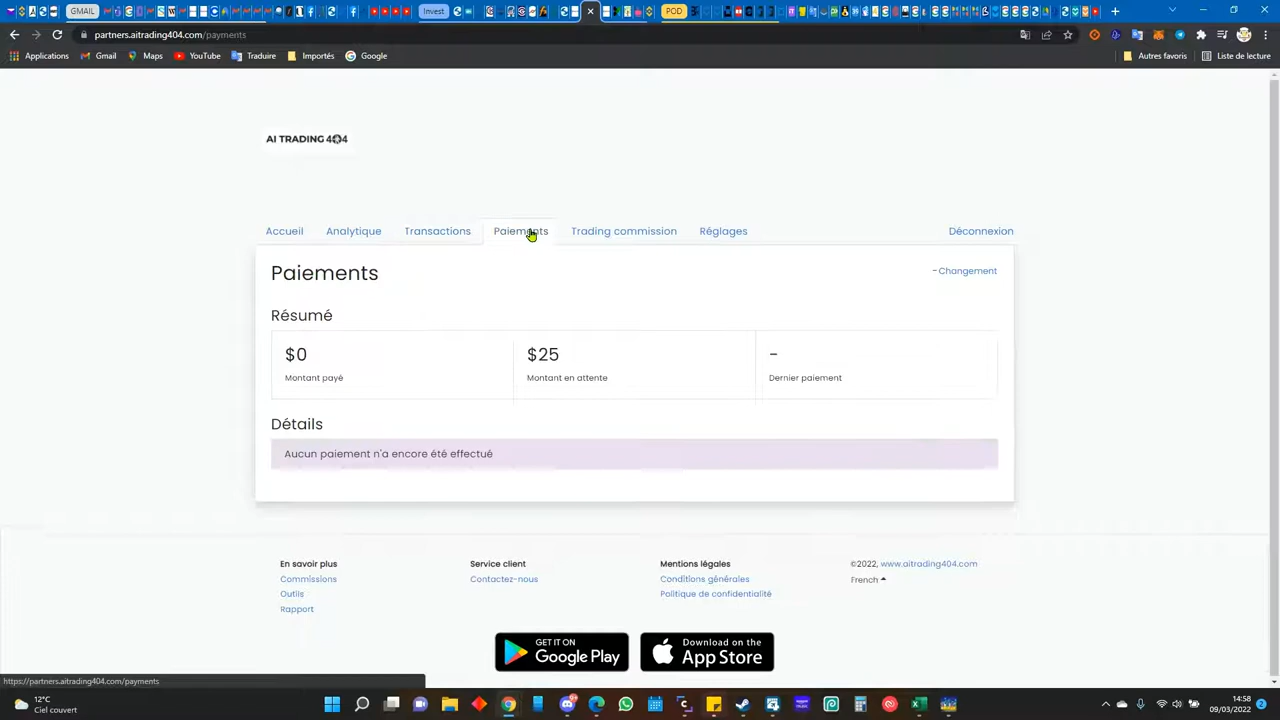 GMAIL
Invest
POD
partners.aitrading404.com/payments
Applications Gmail Maps YouTube Traduire Importés Google Autres favoris Liste de lecture
AI TRADING 404
Accueil Analytique Transactions Paiements Trading commission Réglages Déconnexion
Paiements
- Changement
Résumé
$0 $25 -
Montant payé Montant en attente Dernier paiement
Détails
Aucun paiement n'a encore été effectué
En savoir plus Service client Mentions légales ©2022, www.aitrading404.com
Commissions Contactez-nous Conditions générales French
Outils Politique de confidentialité
Rapport
GET IT ON
Google Play
Download on the
App Store
https://partners.aitrading404.com/payments
12°C
Ciel couvert
14:58
09/03/2022